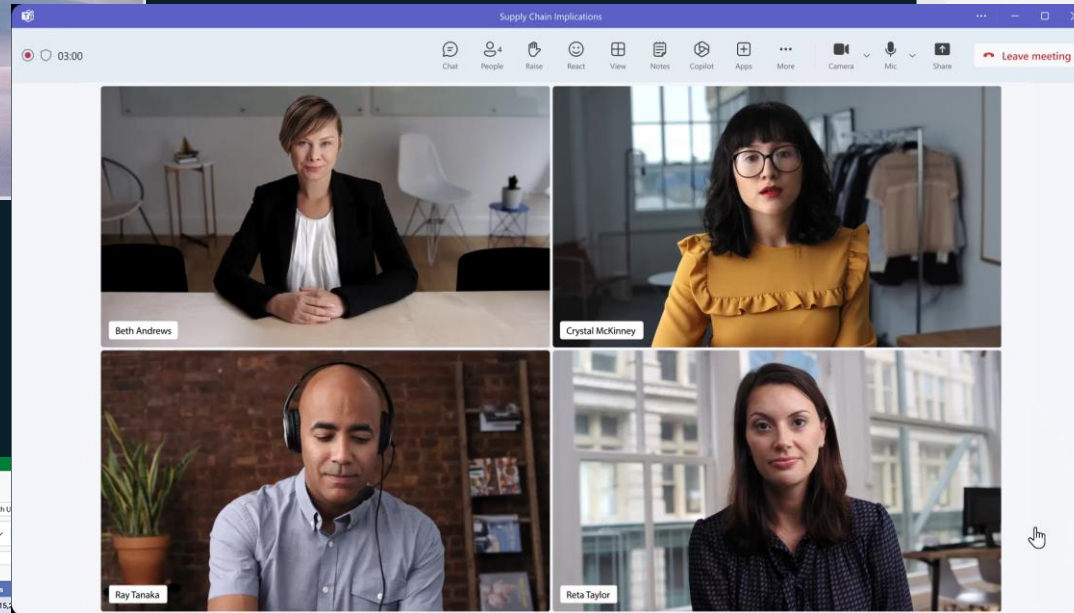 Supply Chain Implications
03:00
Chat
4
People
Raise
React
View
Notes
Copilot
Apps
More
Camera
Mic
Share
Leave meeting
Beth Andrews
Crystal McKinney
Ray Tanaka
Reta Taylor